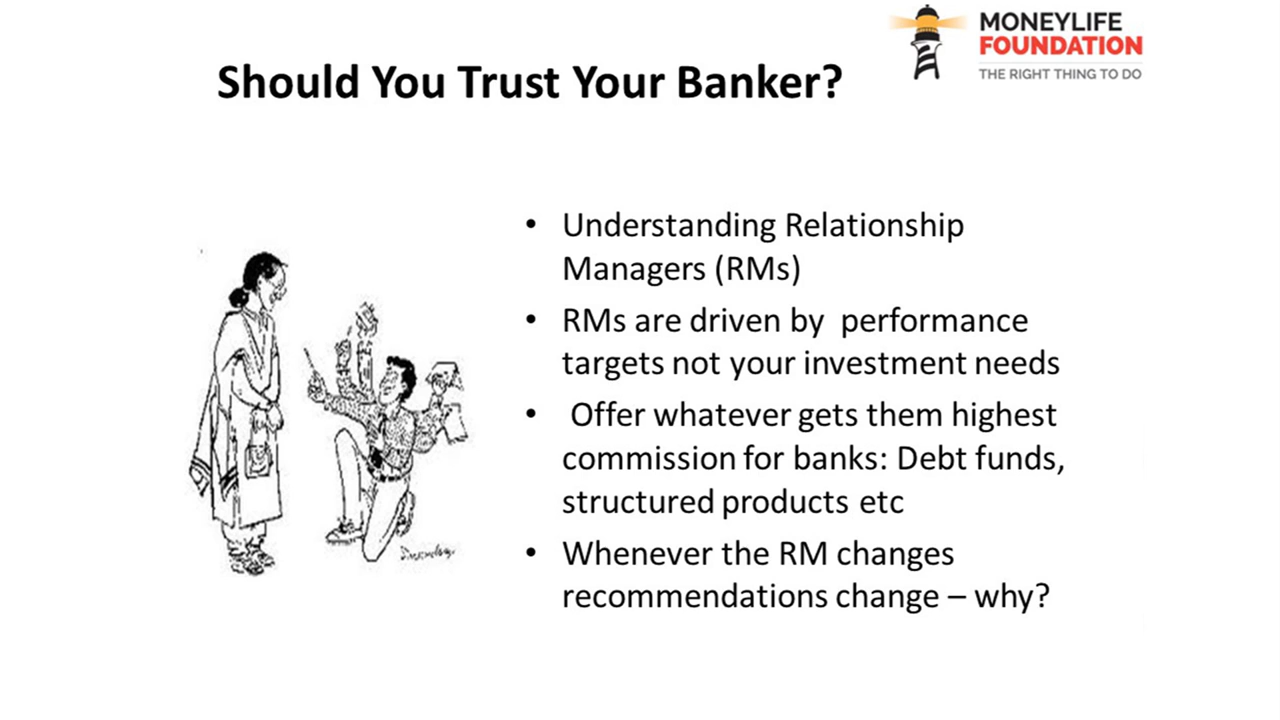 MONEYLIFE
FOUNDATION
THE RIGHT THING TO DO
Should You Trust Your Banker?
• Understanding Relationship
Managers (RMs)
• RMs are driven by performance
targets not your investment needs
• Offer whatever gets them highest
commission for banks: Debt funds,
structured products etc
• Whenever the RM changes
recommendations change – why?